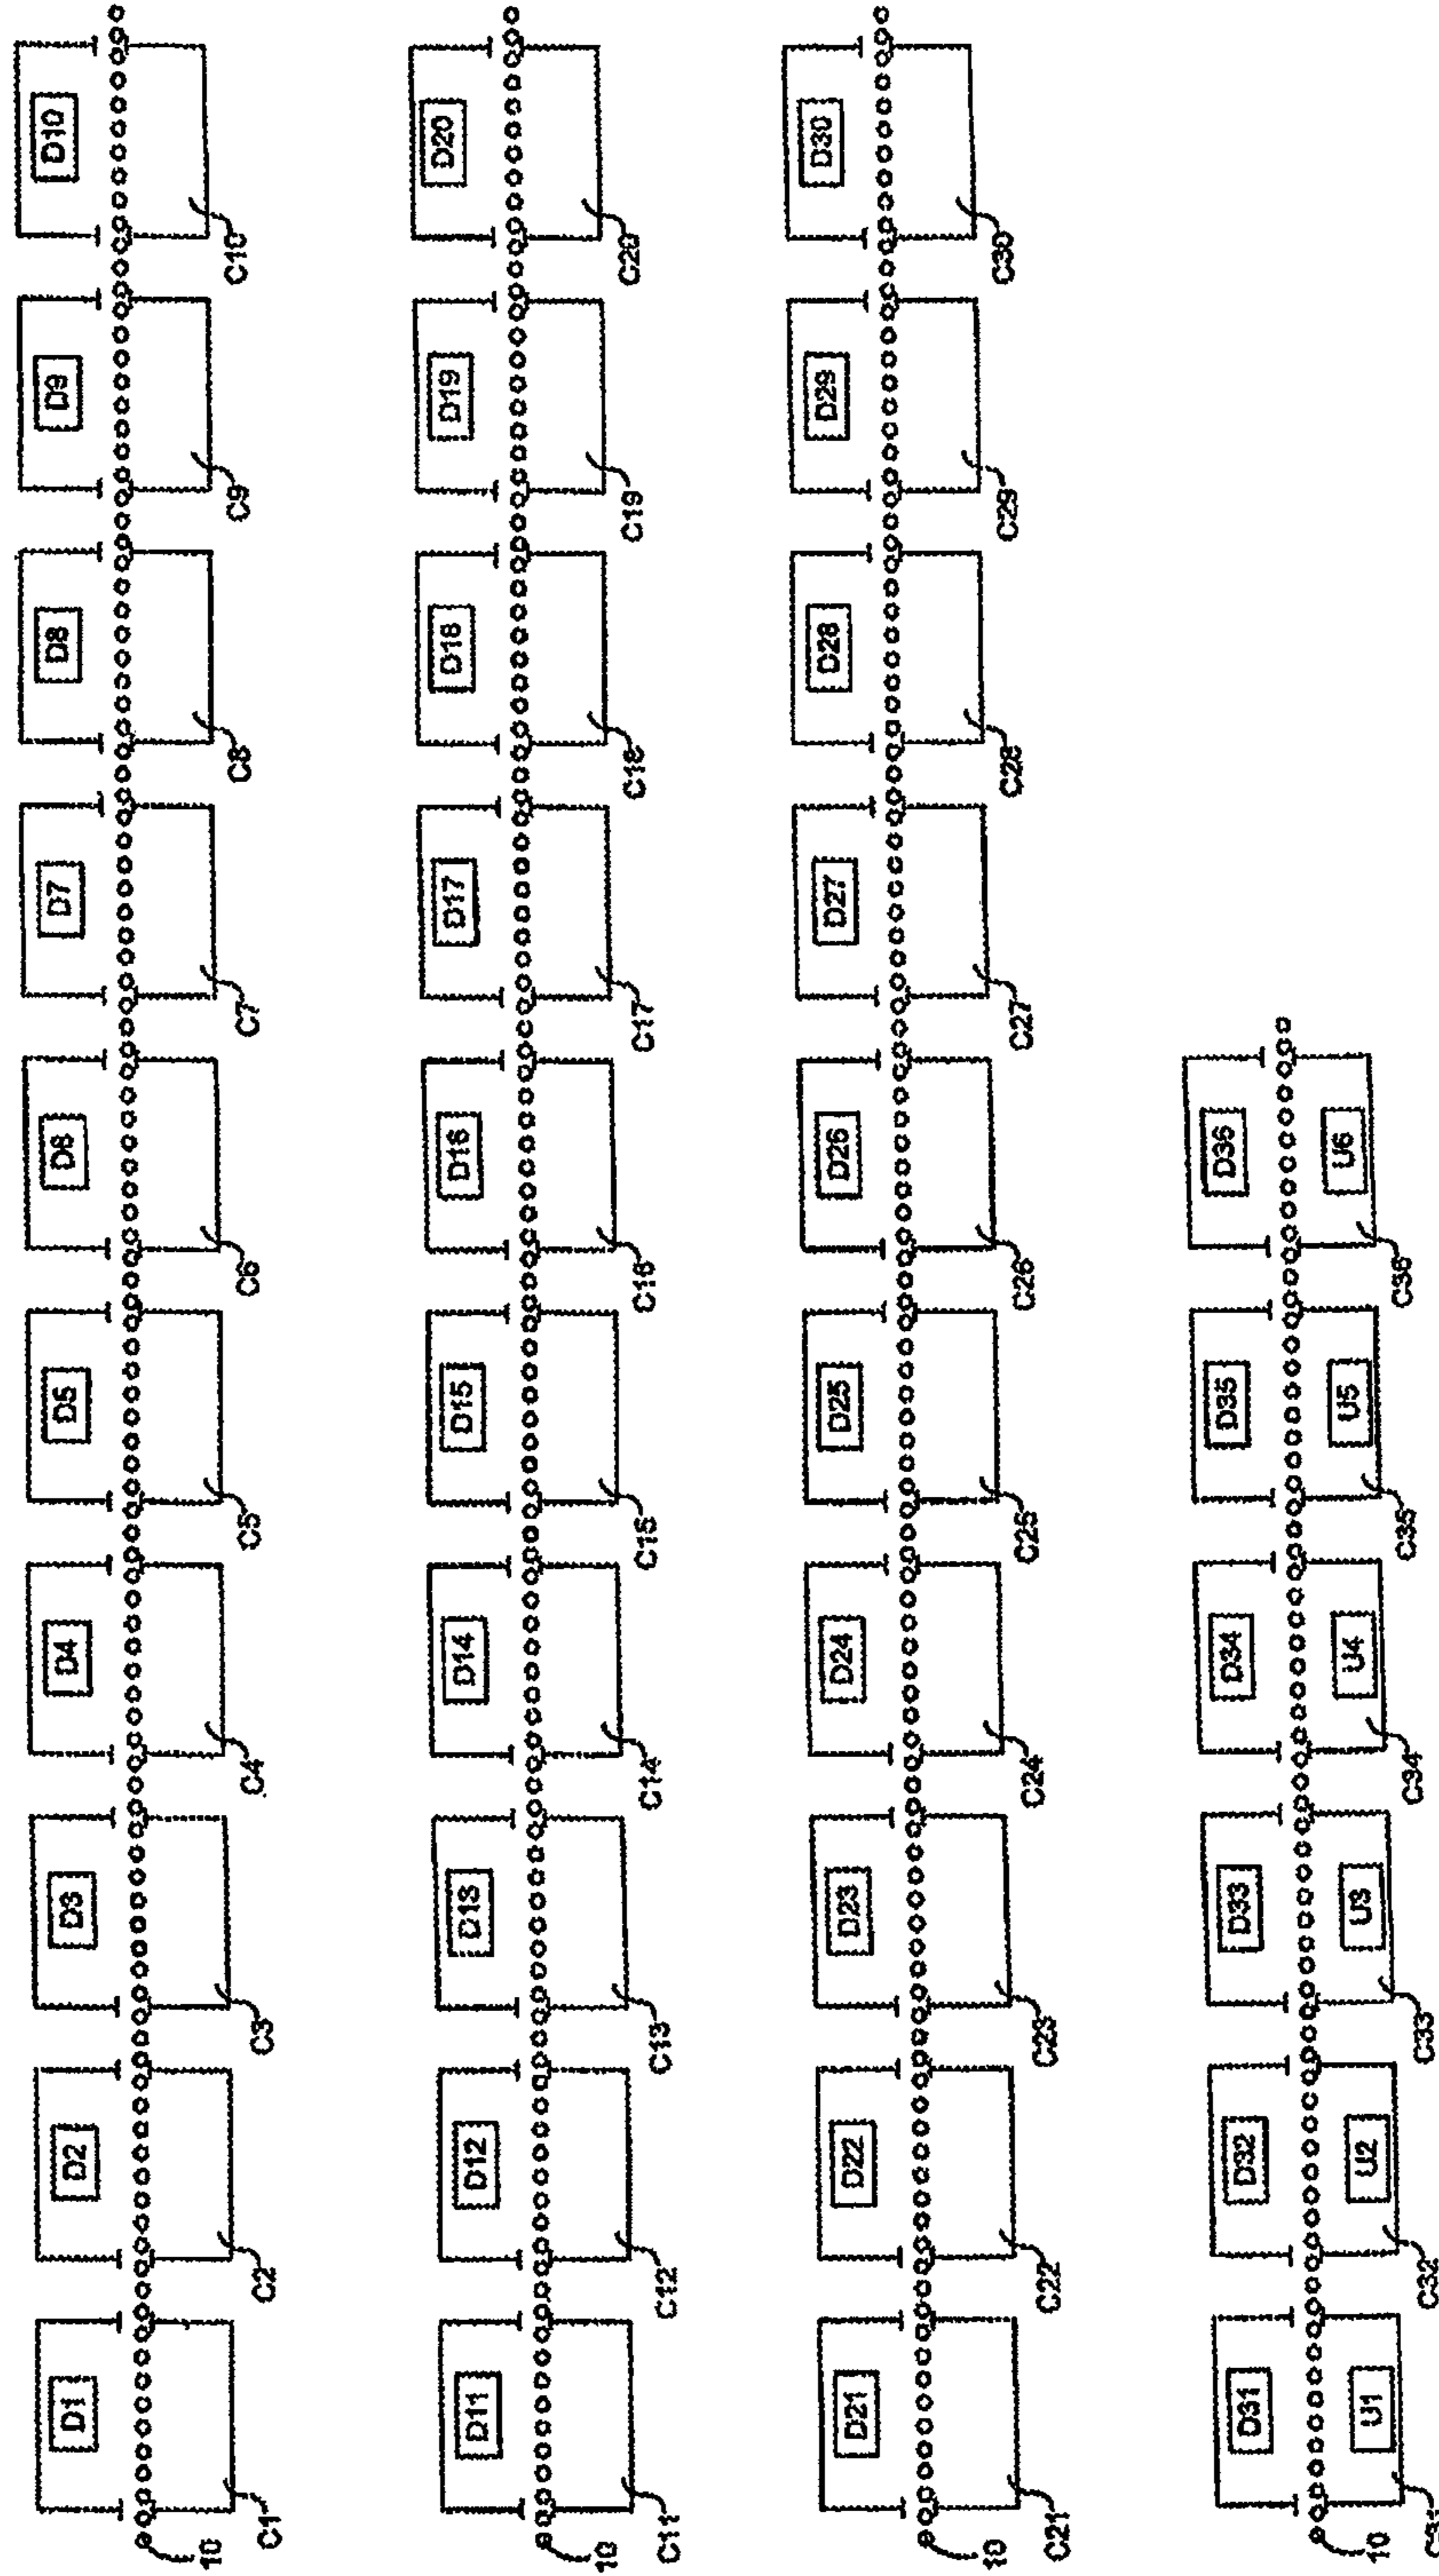 D1 D2 D3 D4 D5 D6 D7 D8 D9 D10
10
C1 C2 C3 C4 C5 C6 C7 C8 C9 C10
D11 D12 D13 D14 D15 D16 D17 D18 D19 D20
10
C11 C12 C13 C14 C15 C16 C17 C18 C19 C20
D21 D22 D23 D24 D25 D26 D27 D28 D29 D30
10
C21 C22 C23 C24 C25 C26 C27 C28 C29 C30
D31 D32 D33 D34 D35 D36
U1 U2 U3 U4 U5 U6
10
C31 C32 C33 C34 C35 C36